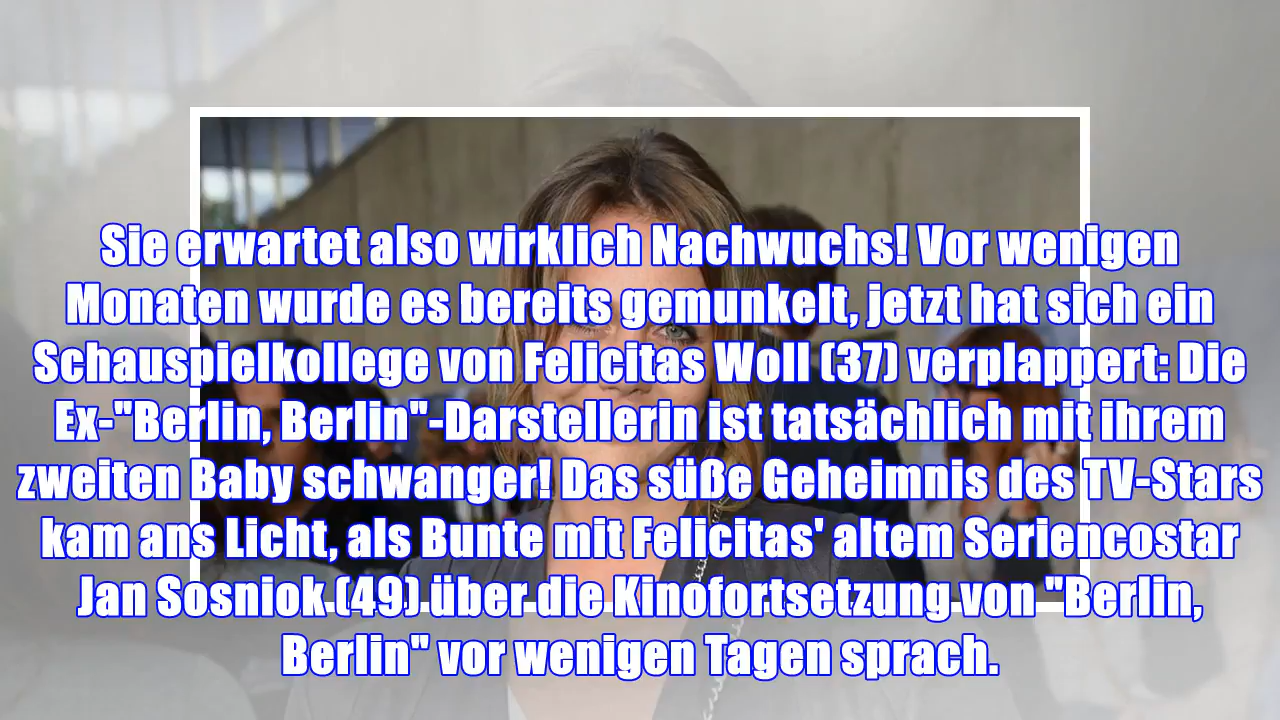 Sie erwartet also wirklich Nachwuchs! Vor wenigen
Monaten wurde es bereits gemunkelt, jetzt hat sich ein
Schauspielkollege von Felicitas Woll (37) verplappert: Die
Ex-"Berlin, Berlin"-Darstellerin ist tatsächlich mit ihrem
zweiten Baby schwanger! Das süße Geheimnis des TV-Stars
kam ans Licht, als Bunte mit Felicitas' altem Seriencostar
Jan Sosniok (49) über die Kinofortsetzung von "Berlin,
Berlin" vor wenigen Tagen sprach.